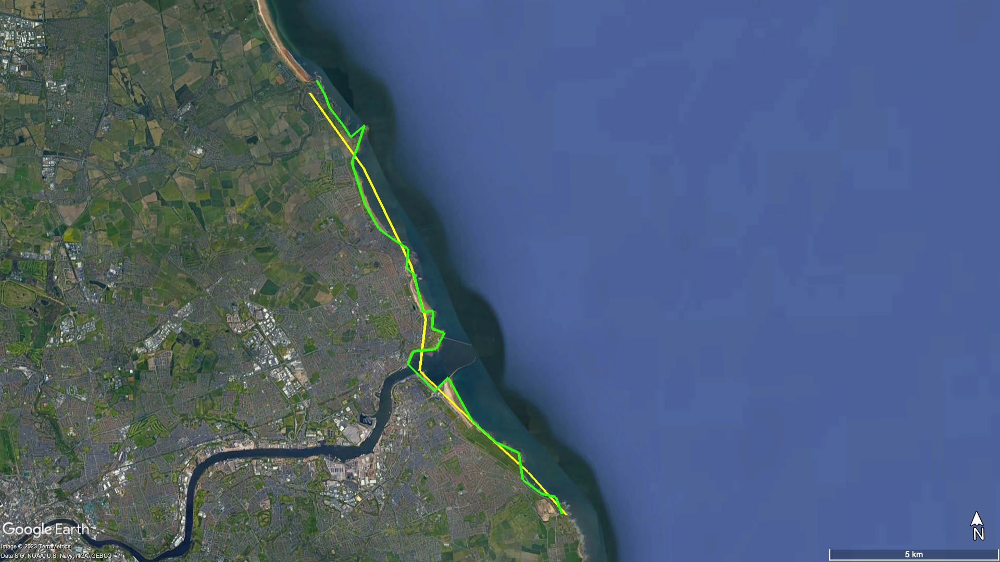 Google Earth
Image © 2023 TerraMetrics
Data SIO, NOAA, U.S. Navy, NGA, GEBCO
N
5 km